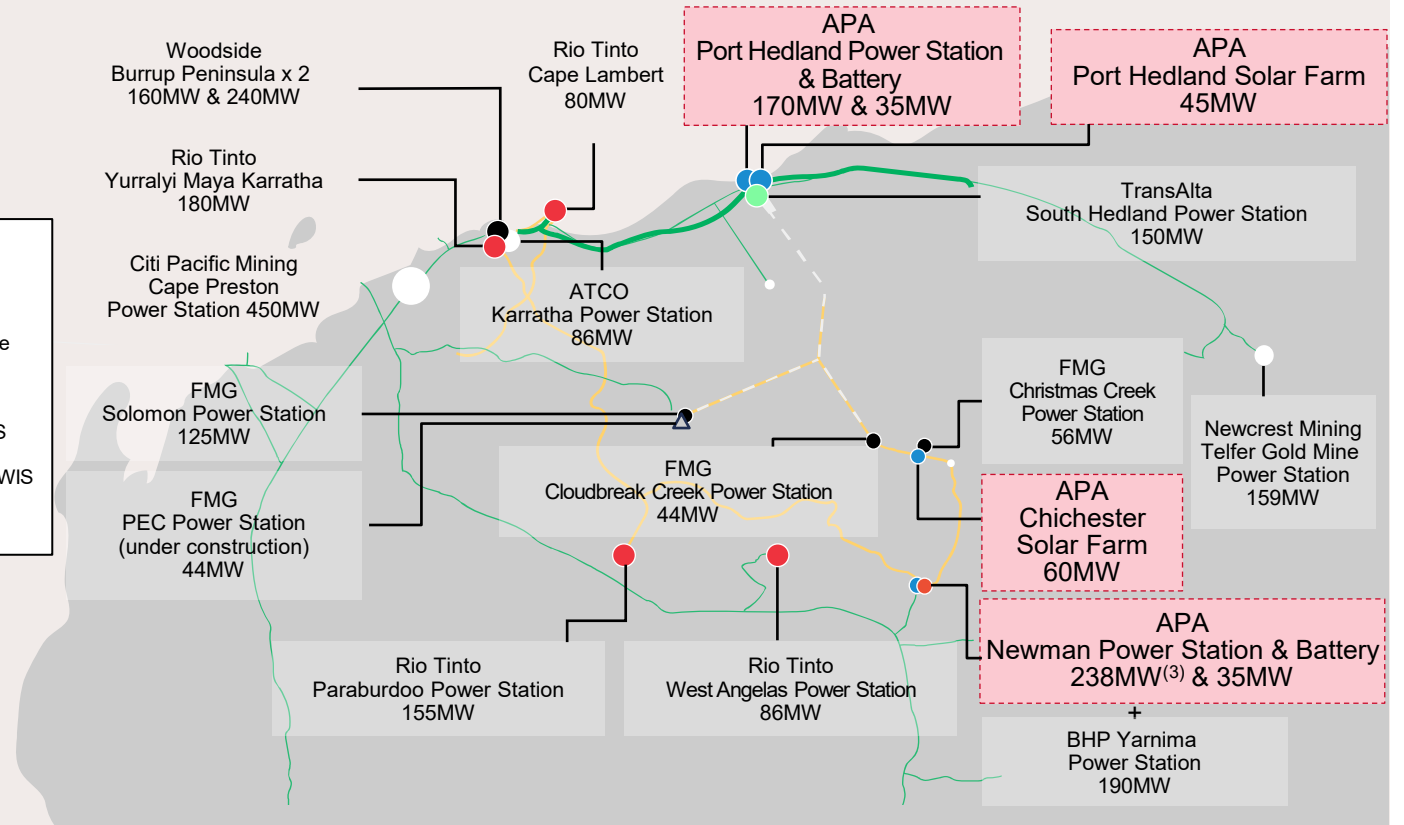 Woodside
Burrup Peninsula x 2
160MW & 240MW
Rio Tinto
Cape Lambert
80MW
APA
Port Hedland Power Station
& Battery
170MW & 35MW
APA
Port Hedland Solar Farm
45MW
Rio Tinto
Yurralyi Maya Karratha
180MW
TransAlta
South Hedland Power Station
150MW
Citi Pacific Mining
Cape Preston
Power Station 450MW
ATCO
Karratha Power Station
86MW
e
S
WIS
FMG
Solomon Power Station
125MW
FMG
Christmas Creek
Power Station
56MW
Newcrest Mining
Telfer Gold Mine
Power Station
159MW
FMG
Cloudbreak Creek Power Station
44MW
FMG
PEC Power Station
(under construction)
44MW
APA
Chichester
Solar Farm
60MW
APA
Newman Power Station & Battery
238MW(3) & 35MW
+
BHP Yarnima
Power Station
190MW
Rio Tinto
Paraburdoo Power Station
155MW
Rio Tinto
West Angelas Power Station
86MW